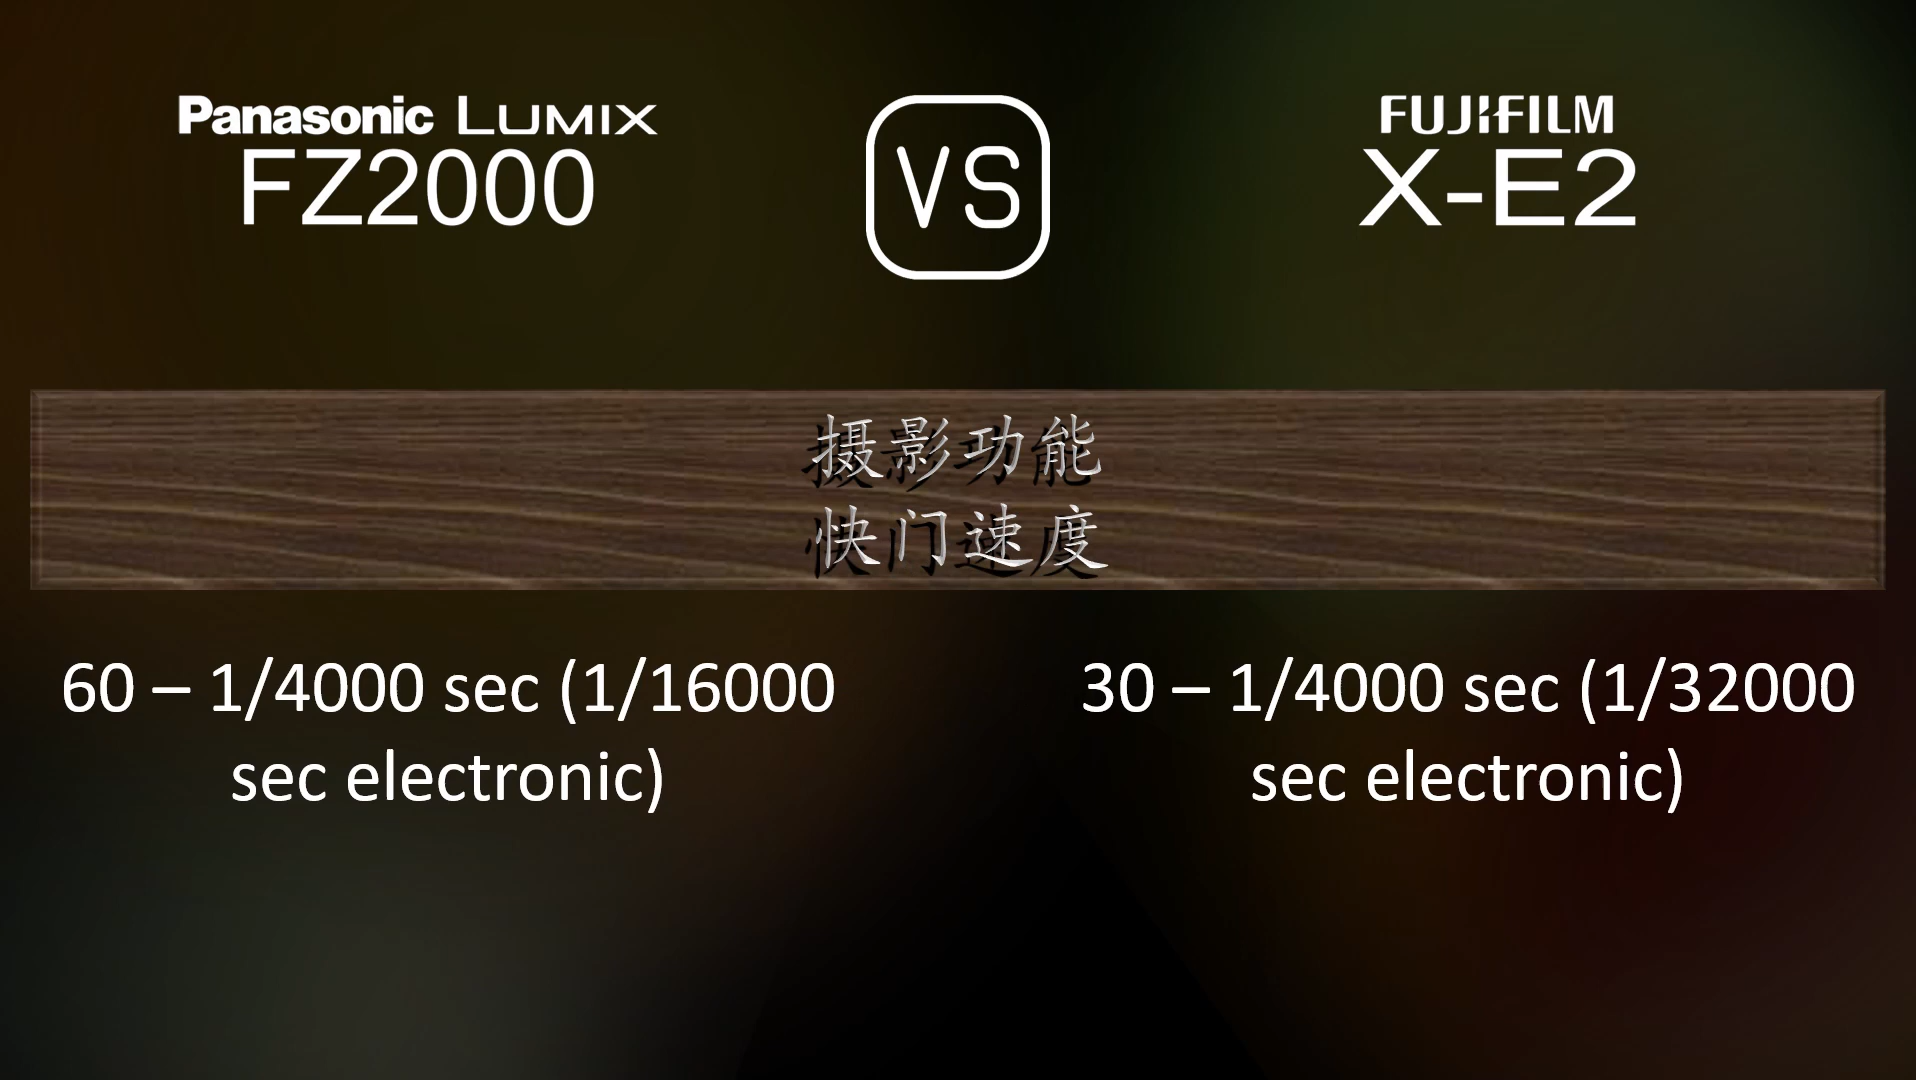 Panasonic LUMIX
FZ2000
VS
FUJIFILM
X-E2
摄影功能
快门速度
60 – 1/4000 sec (1/16000
sec electronic)
30 – 1/4000 sec (1/32000
sec electronic)